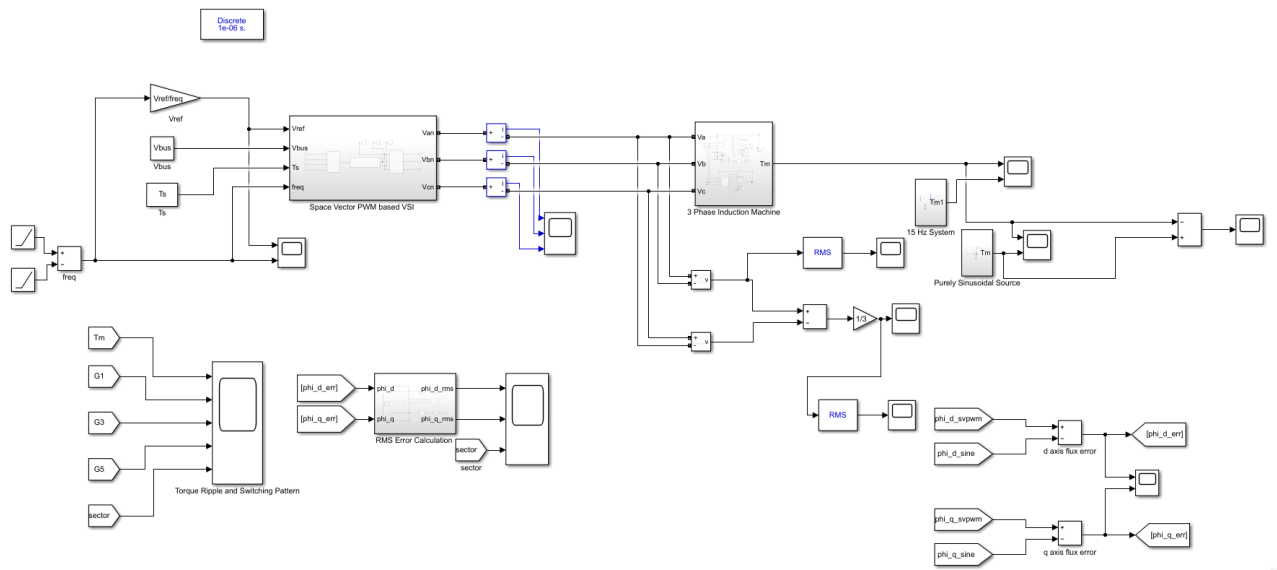 Discrete
1e-06 s.
Vref/freq
Vref
Vbus
Vbus
Ts
Ts
freq
Vref
Vbus
Ts
freq
Van
Vbn
Vcn
Space Vector PWM based VSI
+
i
-
+
i
-
+
i
-
Va
Vb
Vc
Tm
3 Phase Induction Machine
Tm1
15 Hz System
Tm
Purely Sinusoidal Source
RMS
+
-
v
+
-
v
1/3
RMS
Tm
G1
G3
G5
sector
Torque Ripple and Switching Pattern
[phi_d_err]
[phi_q_err]
phi_d
phi_q
phi_d_rms
phi_q_rms
RMS Error Calculation
sector
sector
phi_d_svpwm
phi_d_sine
d axis flux error
[phi_d_err]
phi_q_svpwm
phi_q_sine
q axis flux error
[phi_q_err]